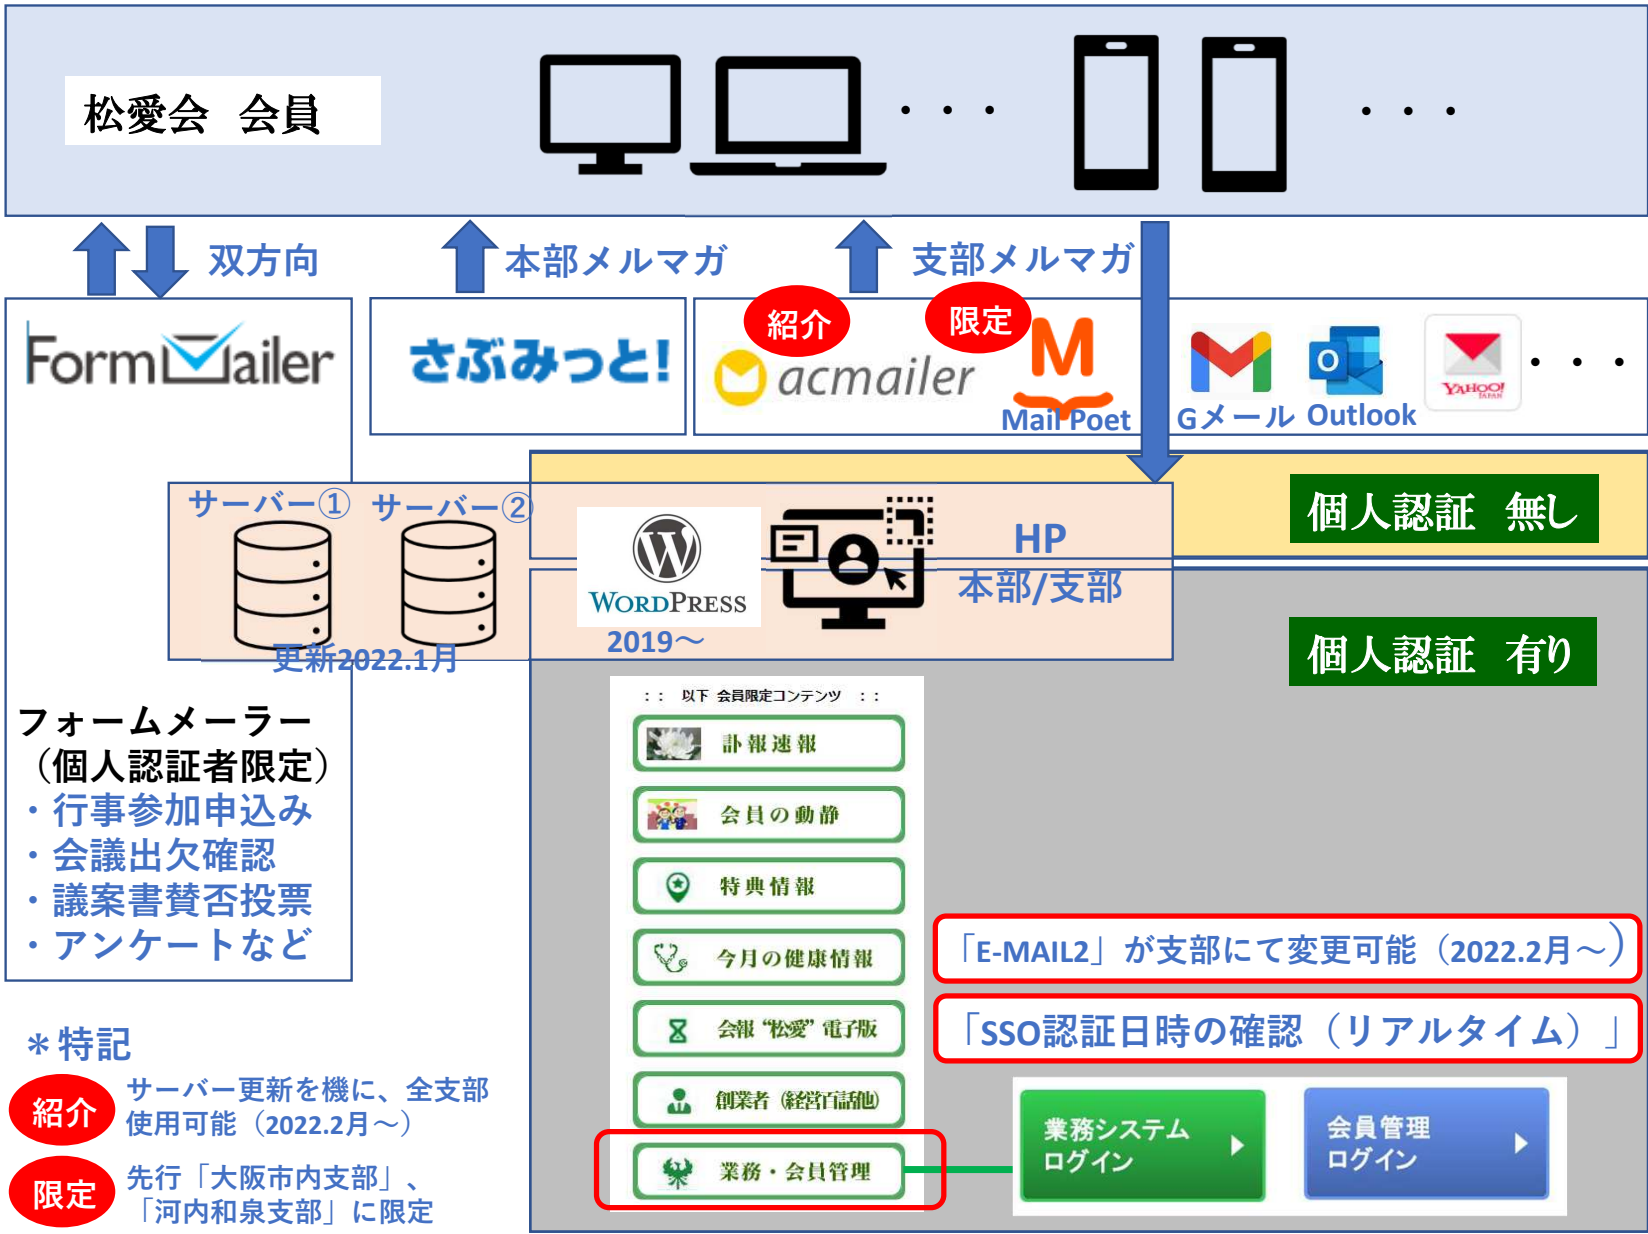 松愛会 会員
・・・
・・・
双方向
本部メルマガ
支部メルマガ
FormMailer
さぶみっと!
紹介
限定
acmailer
Mail Poet
Gメール
Outlook
YAHOO!
JAPAN
・・・
サーバー①
サーバー②
更新2022.1月
WORDPRESS
2019～
HP
本部/支部
個人認証 無し
個人認証 有り
フォームメーラー
（個人認証者限定）
・行事参加申込み
・会議出欠確認
・議案書賛否投票
・アンケートなど
：： 以下 会員限定コンテンツ ：：
訃報速報
会員の動静
特典情報
今月の健康情報
会報 “松愛” 電子版
創業者（経営百話他）
業務・会員管理
「E-MAIL2」が支部にて変更可能（2022.2月～）
「SSO認証日時の確認（リアルタイム）」
業務システム
ログイン
会員管理
ログイン
＊特記
紹介
サーバー更新を機に、全支部
使用可能（2022.2月～）
限定
先行「大阪市内支部」、
「河内和泉支部」に限定